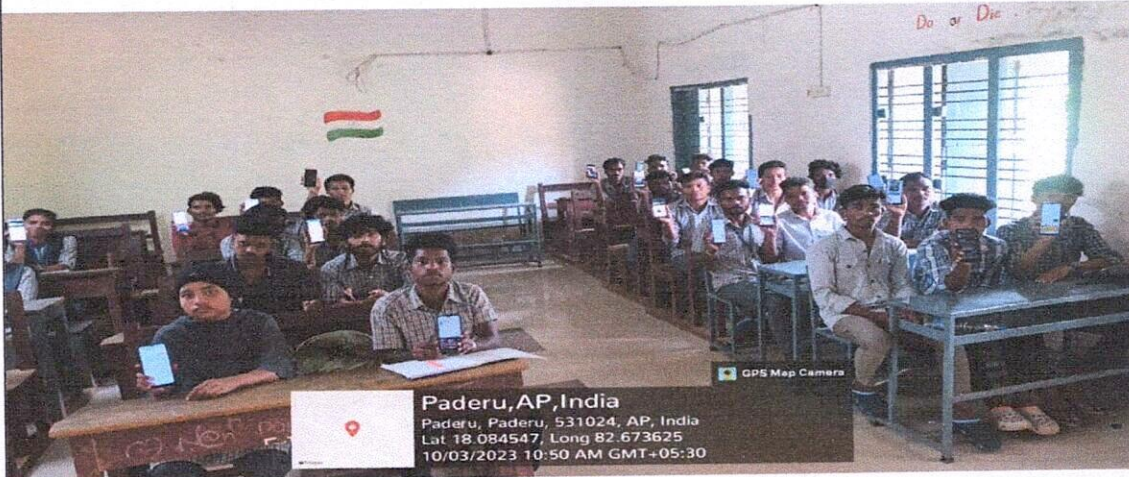 Do or Die
GPS Map Camera
Paderu,AP,India
Paderu, Paderu, 531024, AP, India
Lat 18.084547, Long 82.673625
10/03/2023 10:50 AM GMT+05:30